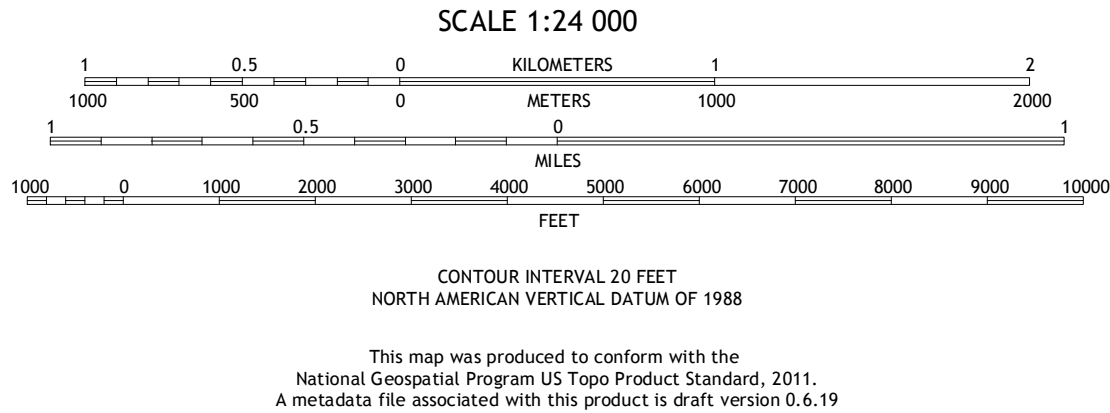 SCALE 1:24 000
1 0.5 0 KILOMETERS 1 2
1000 500 0 METERS 1000 2000
1 0.5 0 1
MILES
1000 0 1000 2000 3000 4000 5000 6000 7000 8000 9000 10000
FEET
CONTOUR INTERVAL 20 FEET
NORTH AMERICAN VERTICAL DATUM OF 1988
This map was produced to conform with the
National Geospatial Program US Topo Product Standard, 2011.
A metadata file associated with this product is draft version 0.6.19